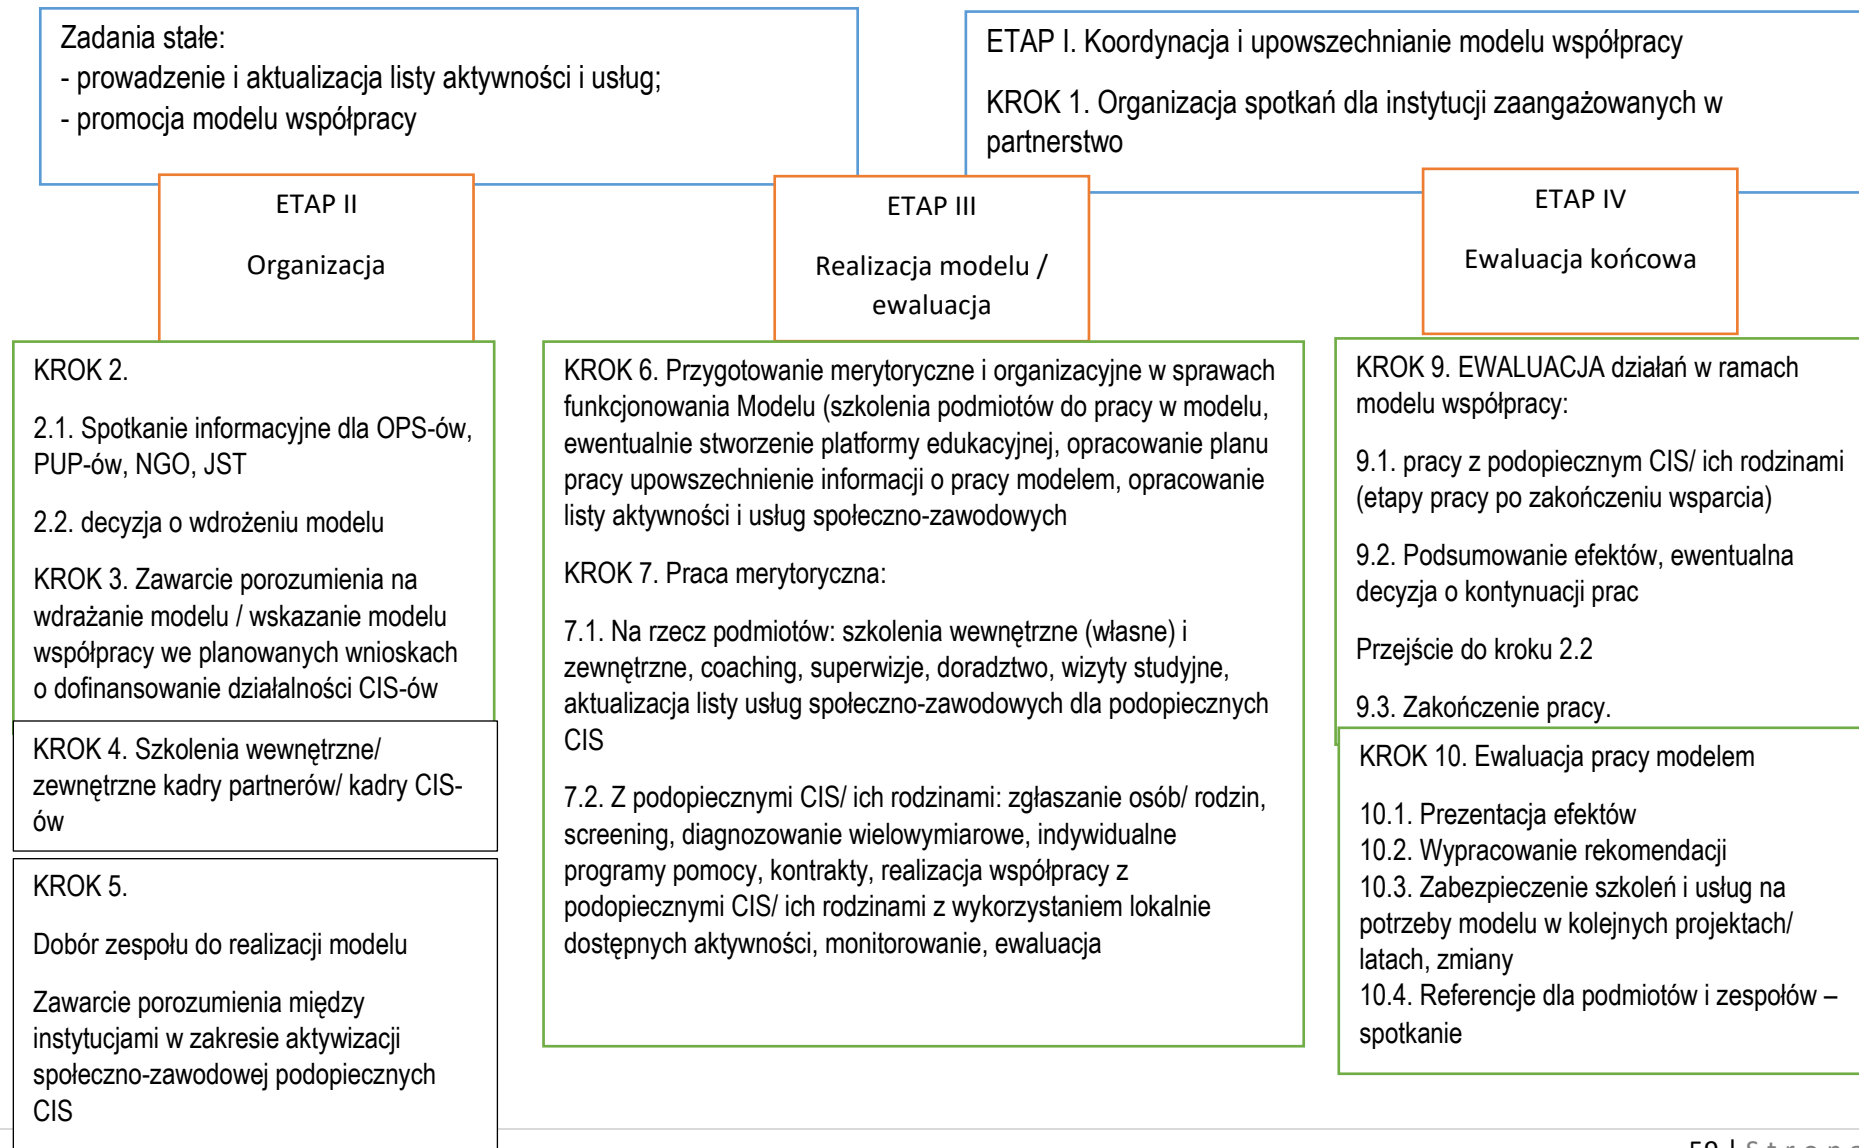 Zadania stałe:
- prowadzenie i aktualizacja listy aktywności i usług;
- promocja modelu współpracy
ETAP I. Koordynacja i upowszechnianie modelu współpracy
KROK 1. Organizacja spotkań dla instytucji zaangażowanych w
partnerstwo
ETAP II
Organizacja
ETAP III
Realizacja modelu /
ewaluacja
ETAP IV
Ewaluacja końcowa
KROK 2.
2.1. Spotkanie informacyjne dla OPS-ów,
PUP-ów, NGO, JST
2.2. decyzja o wdrożeniu modelu
KROK 3. Zawarcie porozumienia na
wdrażanie modelu / wskazanie modelu
współpracy we planowanych wnioskach
o dofinansowanie działalności CIS-ów
KROK 4. Szkolenia wewnętrzne/
zewnętrzne kadry partnerów/ kadry CIS-
ów
KROK 5.
Dobór zespołu do realizacji modelu
Zawarcie porozumienia między
instytucjami w zakresie aktywizacji
społeczno-zawodowej podopiecznych
CIS
KROK 6. Przygotowanie merytoryczne i organizacyjne w sprawach
funkcjonowania Modelu (szkolenia podmiotów do pracy w modelu,
ewentualnie stworzenie platformy edukacyjnej, opracowanie planu
pracy upowszechnienie informacji o pracy modelem, opracowanie
listy aktywności i usług społeczno-zawodowych
KROK 7. Praca merytoryczna:
7.1. Na rzecz podmiotów: szkolenia wewnętrzne (własne) i
zewnętrzne, coaching, superwizje, doradztwo, wizyty studyjne,
aktualizacja listy usług społeczno-zawodowych dla podopiecznych
CIS
7.2. Z podopiecznymi CIS/ ich rodzinami: zgłaszanie osób/ rodzin,
screening, diagnozowanie wielowymiarowe, indywidualne
programy pomocy, kontrakty, realizacja współpracy z
podopiecznymi CIS/ ich rodzinami z wykorzystaniem lokalnie
dostępnych aktywności, monitorowanie, ewaluacja
KROK 9. EWALUACJA działań w ramach
modelu współpracy:
9.1. pracy z podopiecznym CIS/ ich rodzinami
(etapy pracy po zakończeniu wsparcia)
9.2. Podsumowanie efektów, ewentualna
decyzja o kontynuacji prac
Przejście do kroku 2.2
9.3. Zakończenie pracy.
KROK 10. Ewaluacja pracy modelem
10.1. Prezentacja efektów
10.2. Wypracowanie rekomendacji
10.3. Zabezpieczenie szkoleń i usług na
potrzeby modelu w kolejnych projektach/
latach, zmiany
10.4. Referencje dla podmiotów i zespołów –
spotkanie